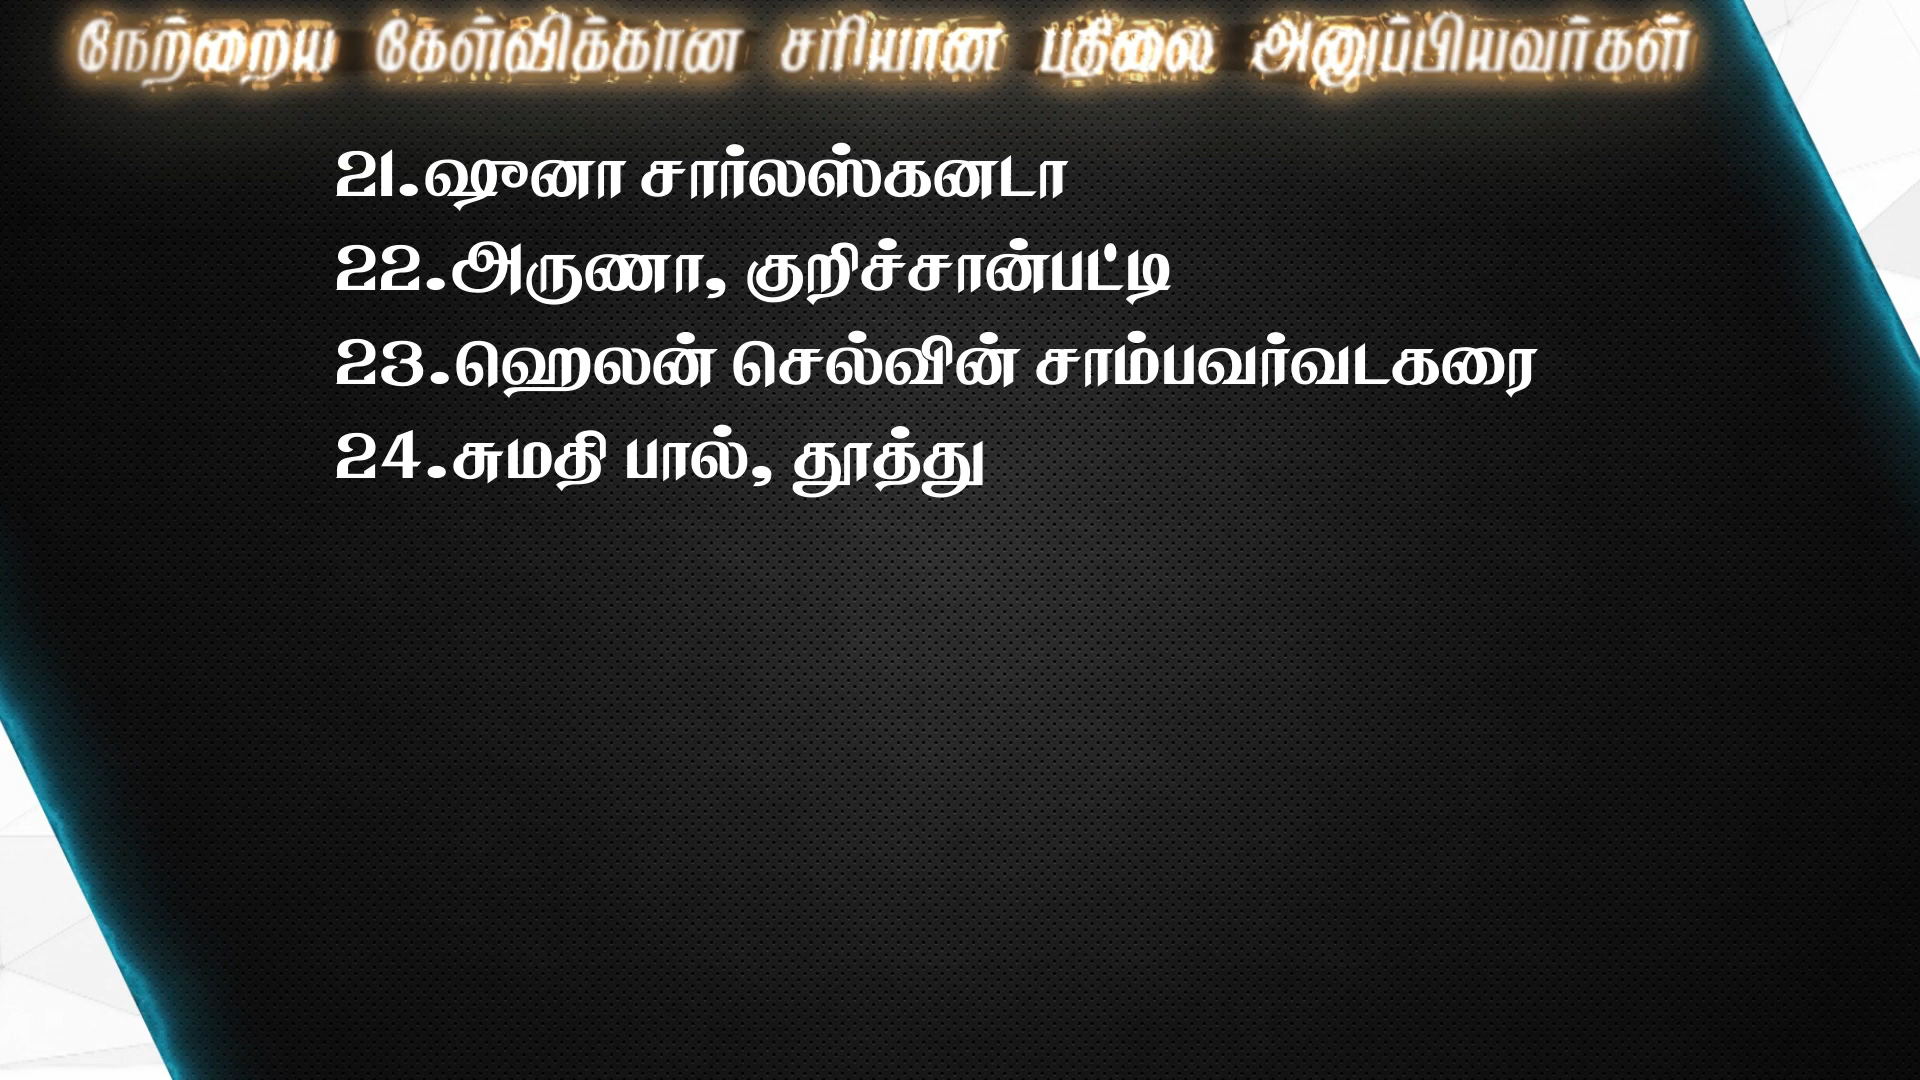 நேற்றைய கேள்விக்கான சரியான பதிலை அனுப்பியவர்கள்
21.ஷுனா சார்லஸ்கனடா
22.அருணா, குறிச்சான்பட்டி
23.ஹெலன் செல்வின் சாம்பவர்வடகரை
24.சுமதி பால், தூத்து